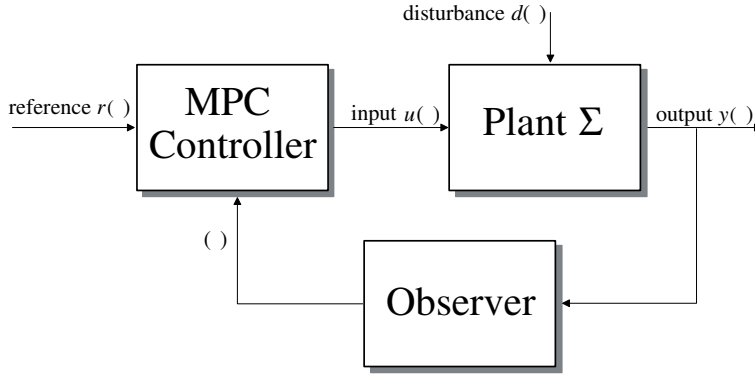 disturbance d( )
reference r( )
MPC
Controller
input u( )
Plant Σ
output y( )
( )
Observer